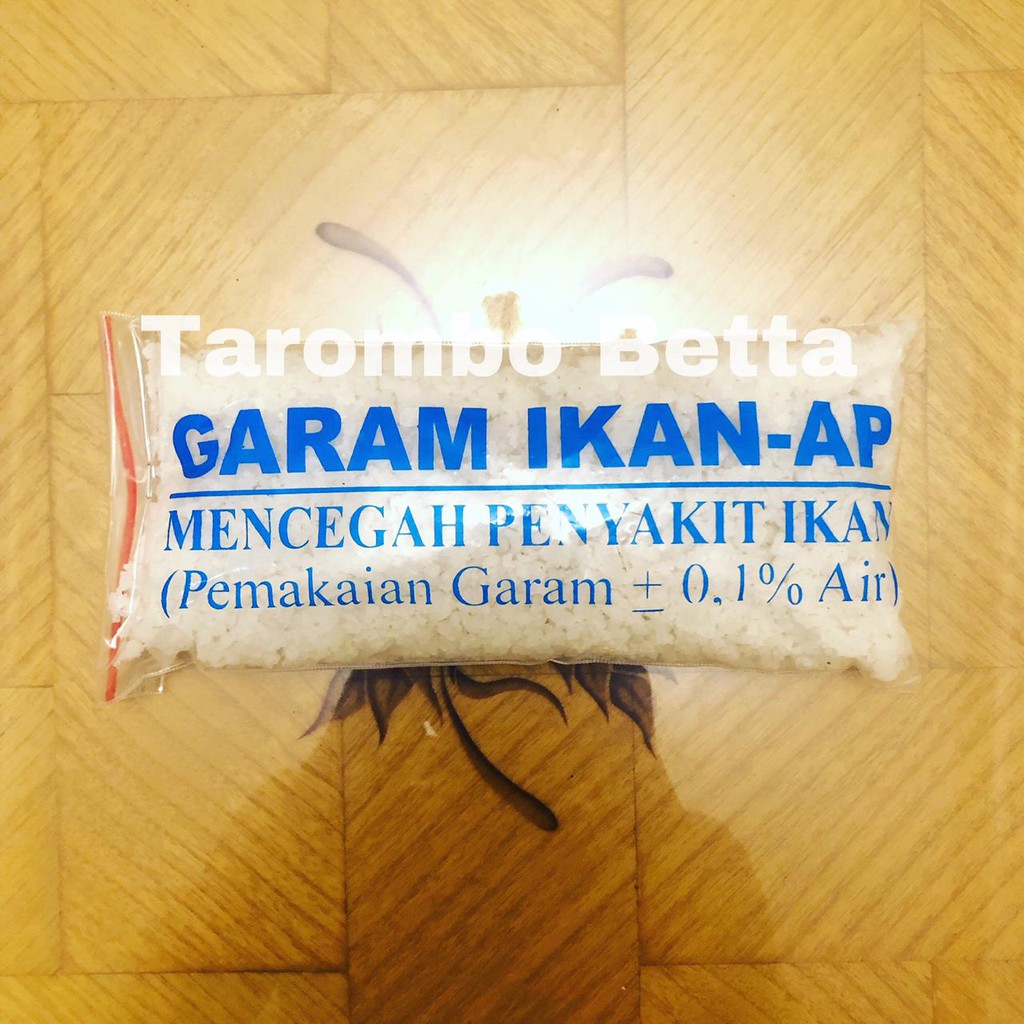 Tarombo Betta
GARAM IKAN-AP
MENCEGAH PENYAKIT IKAN
(Pemakaian Garam ± 0,1% Air)